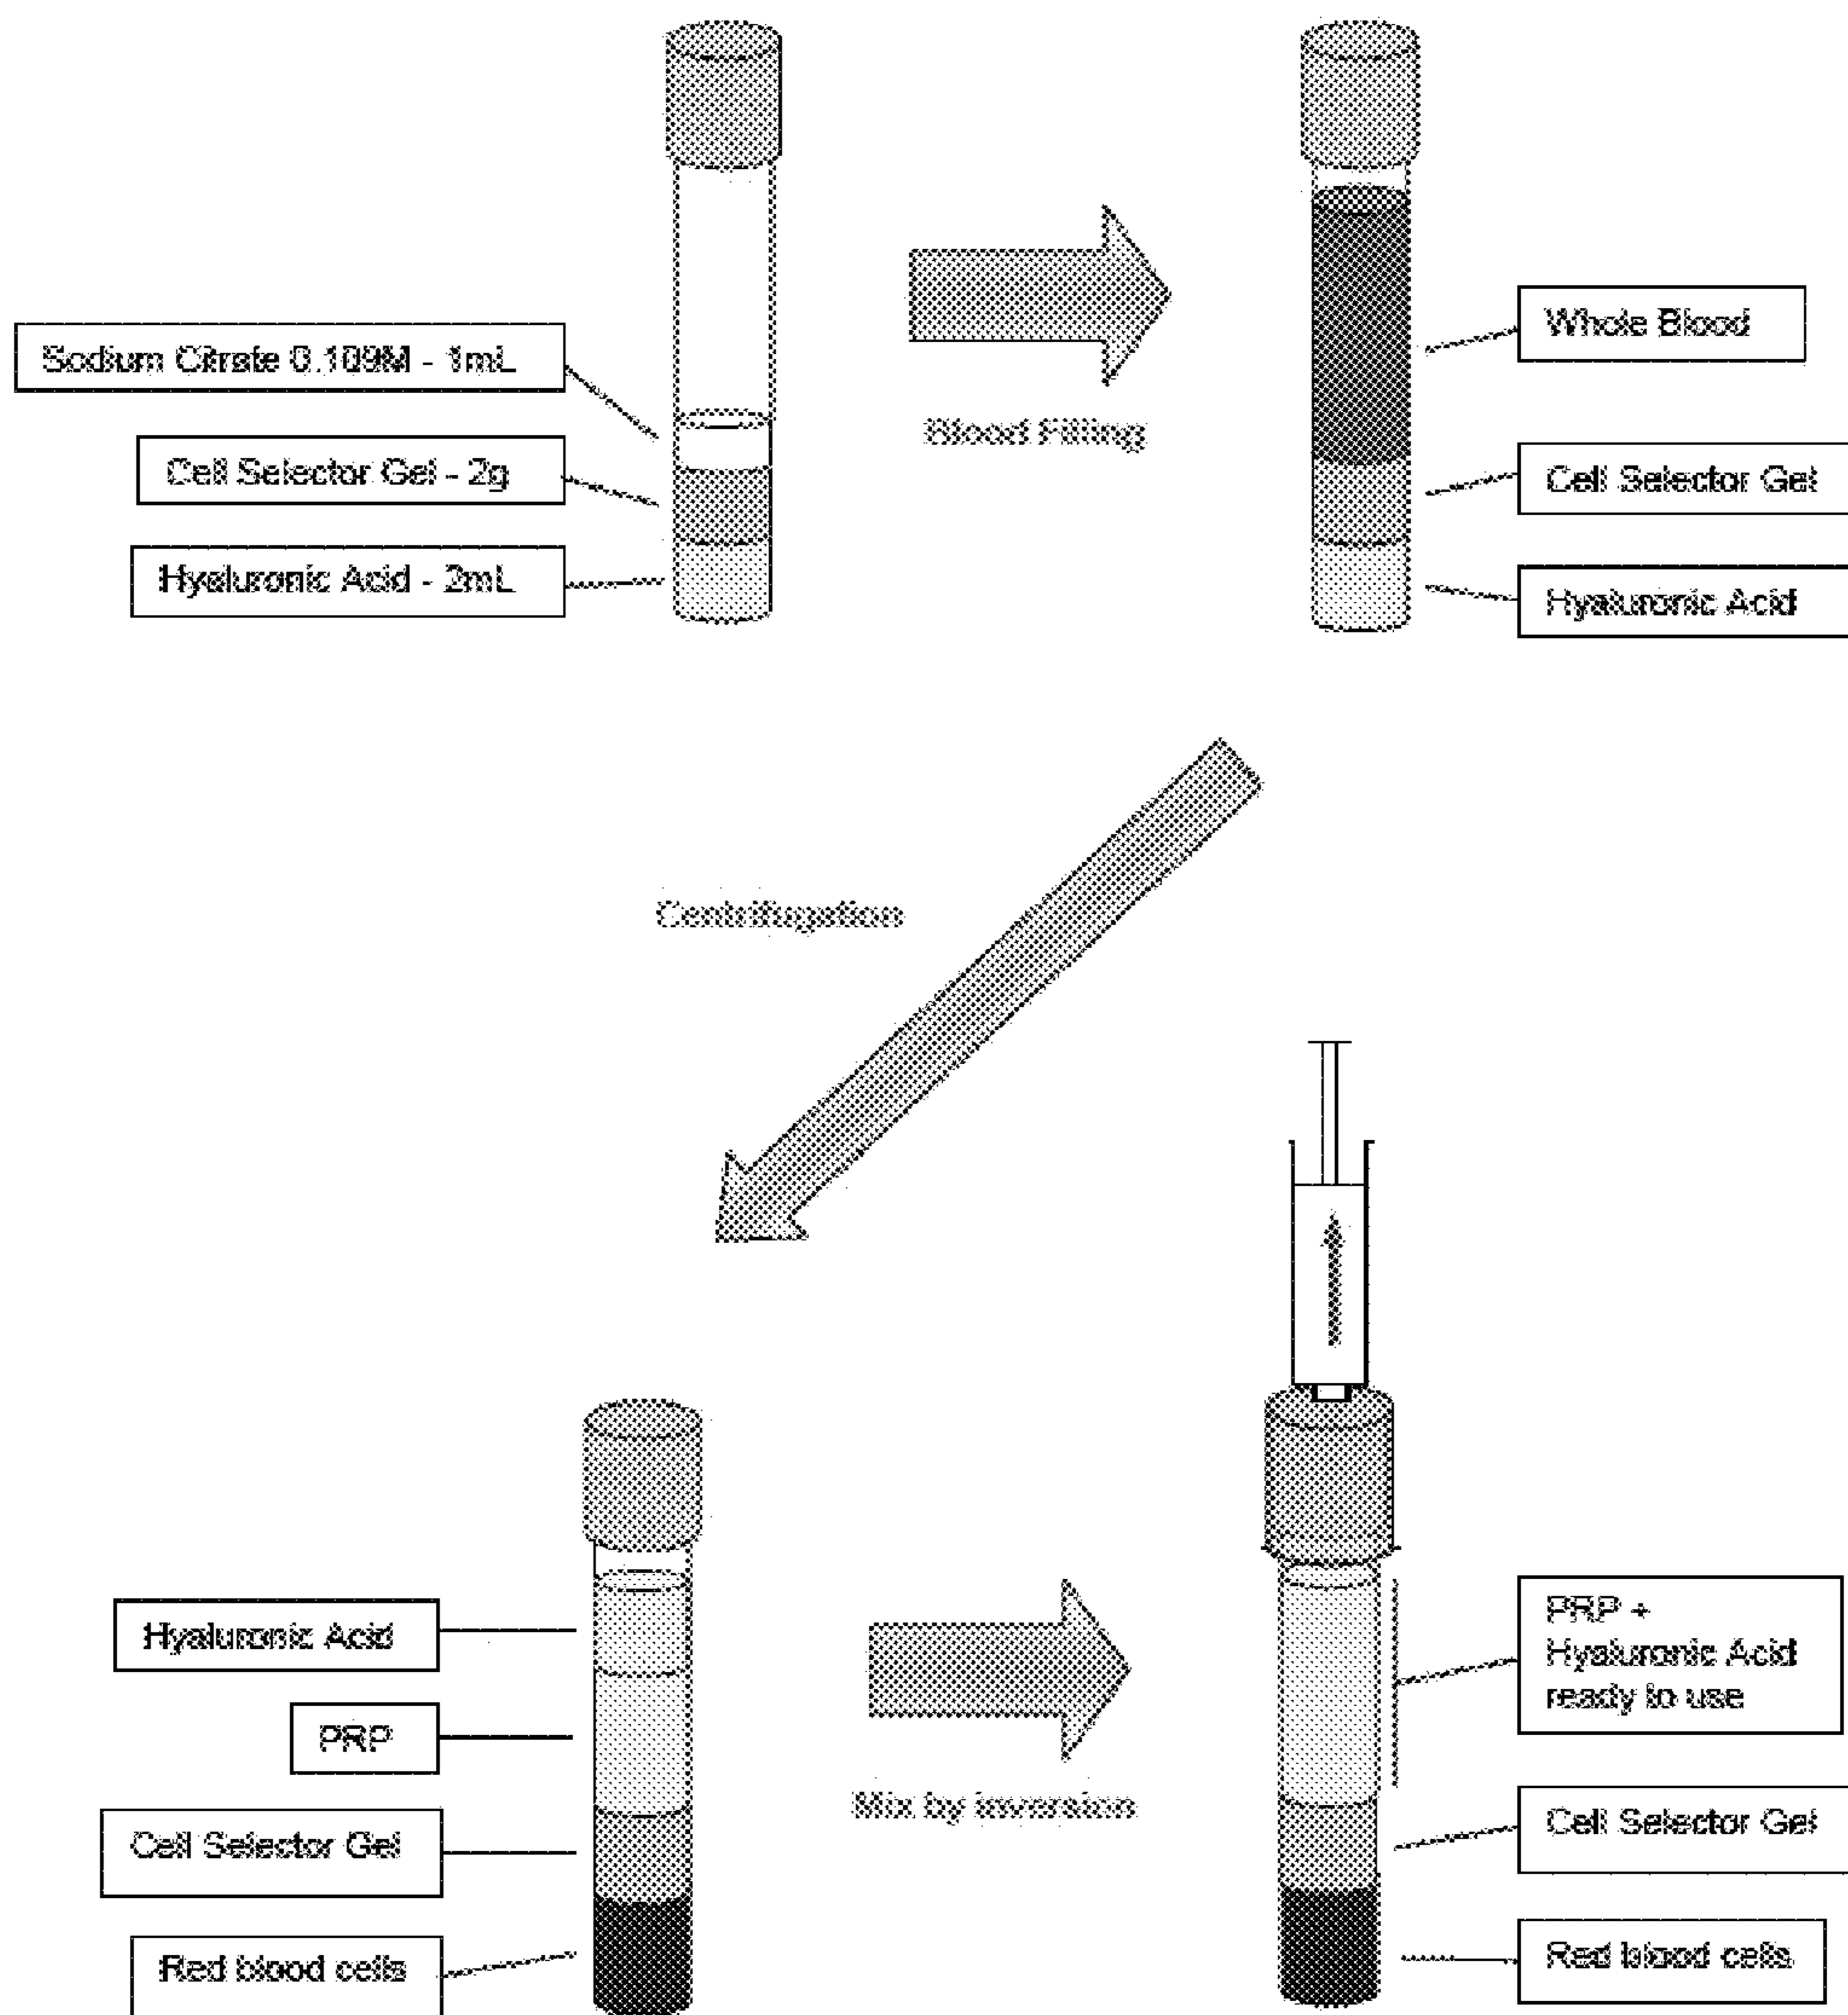 Sodium Citrate 0.109M - 1mL
Cell Selector Gel - 2g
Hyaluronic Acid - 2mL
Blood Filling
Whole Blood
Cell Selector Gel
Hyaluronic Acid
Centrifugation
Hyaluronic Acid
PRP
Cell Selector Gel
Red blood cells
Mix by inversion
PRP +
Hyaluronic Acid
ready to use
Cell Selector Gel
Red blood cells